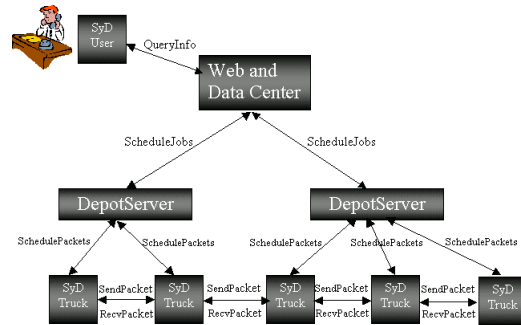 SyD
User
QueryInfo
Web and
Data Center
ScheduleJobs
ScheduleJobs
DepotServer
DepotServer
SchedulePackets
SchedulePackets
SchedulePackets
SchedulePackets
SchedulePackets
SyD
Truck
SendPacket
RecvPacket
SyD
Truck
SendPacket
RecvPacket
SyD
Truck
SendPacket
RecvPacket
SyD
Truck
SendPacket
RecvPacket
SyD
Truck